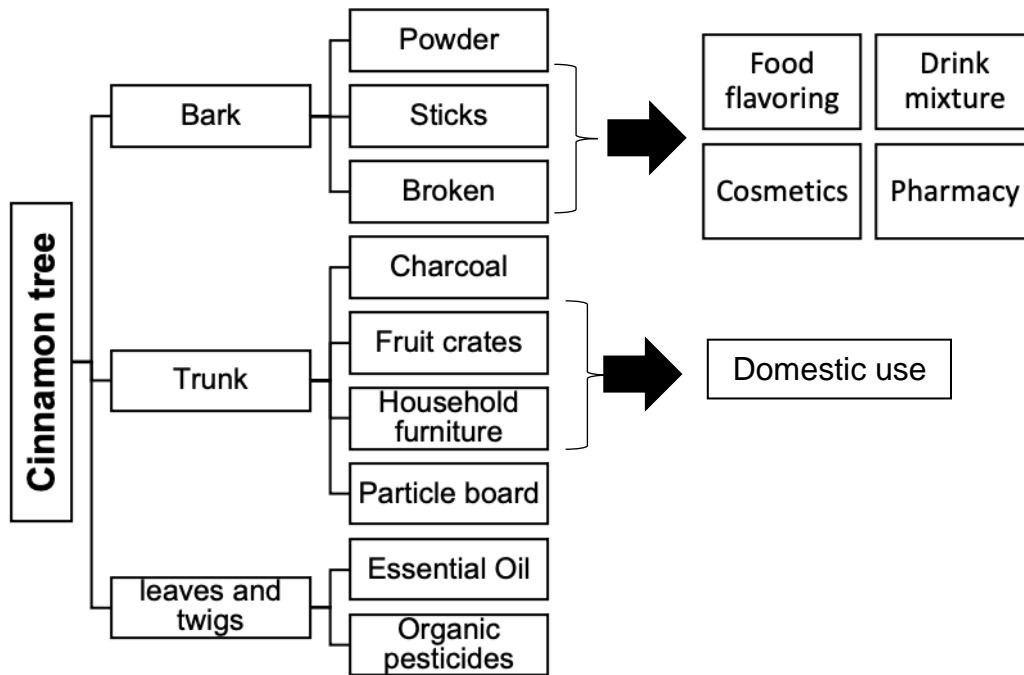 Cinnamon tree
Bark
Powder
Sticks
Broken
Food
flavoring
Drink
mixture
Cosmetics
Pharmacy
Trunk
Charcoal
Fruit crates
Household
furniture
Particle board
Domestic use
leaves and
twigs
Essential Oil
Organic
pesticides